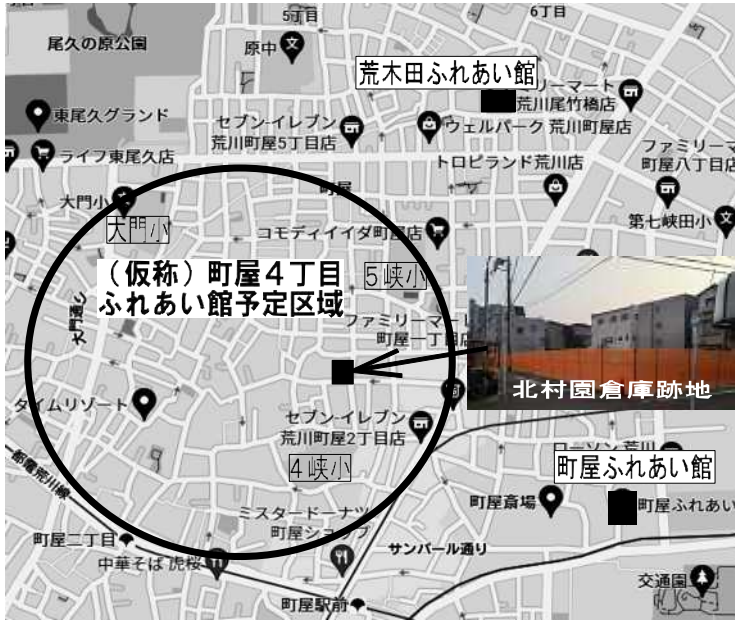 5丁目
6丁目
尾久の原公園
原中
荒木田ふれあい館
リーマート
荒川尾竹橋店
東尾久グランド
セブン-イレブン
荒川町屋5丁目店
ウェルパーク 荒川町屋店
ファミリーマ
町屋八丁目店
ライフ東尾久店
トロピランド荒川店
町屋
大門小
大門小
第七峡田小
コモディイイダ町屋店
（仮称）町屋４丁目
ふれあい館予定区域
5峡小
大門通り
ファミリーマート
町屋一丁目店
北村園倉庫跡地
タイムリゾート
セブン-イレブン
荒川町屋2丁目店
4峡小
ローソン 荒川
町屋ふれあい館
都電荒川線
町屋斎場
町屋ふれあい
ミスタードーナツ
町屋ショップ
町屋二丁目
サンパール通り
中華そば 虎桜
交通園
町屋駅前